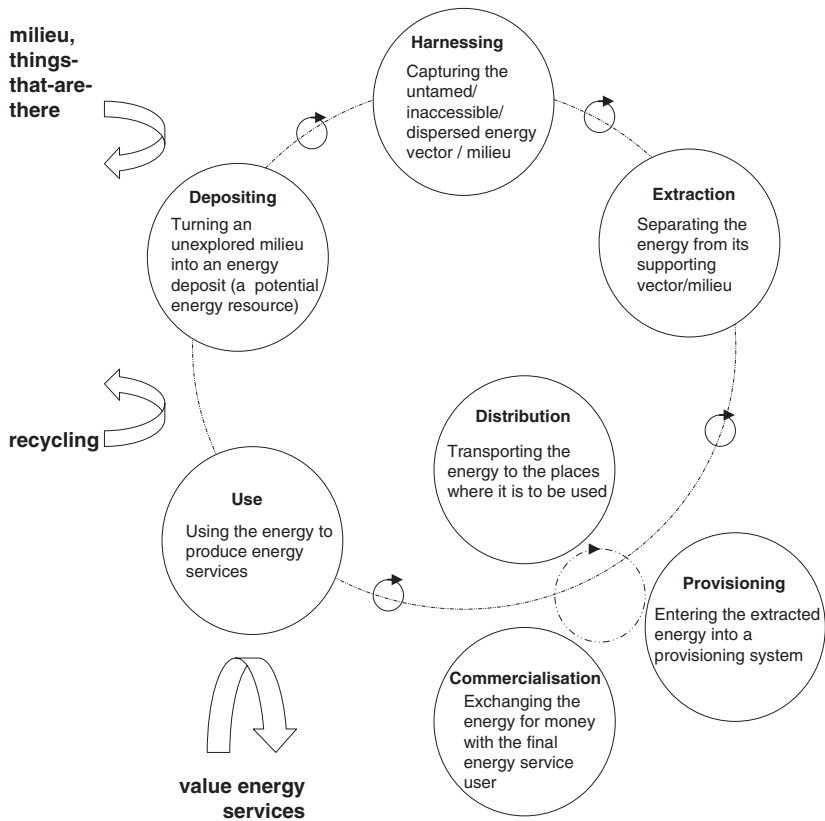 milieu,
things-
that-are-
there
Harnessing
Capturing the
untamed/
inaccessible/
dispersed energy
vector / milieu
Depositing
Turning an
unexplored milieu
into an energy
deposit (a potential
energy resource)
Extraction
Separating the
energy from its
supporting
vector/milieu
recycling
Distribution
Transporting the
energy to the places
where it is to be used
Use
Using the energy to
produce energy
services
Provisioning
Entering the extracted
energy into a
provisioning system
Commercialisation
Exchanging the
energy for money
with the final
energy service
user
value energy
services